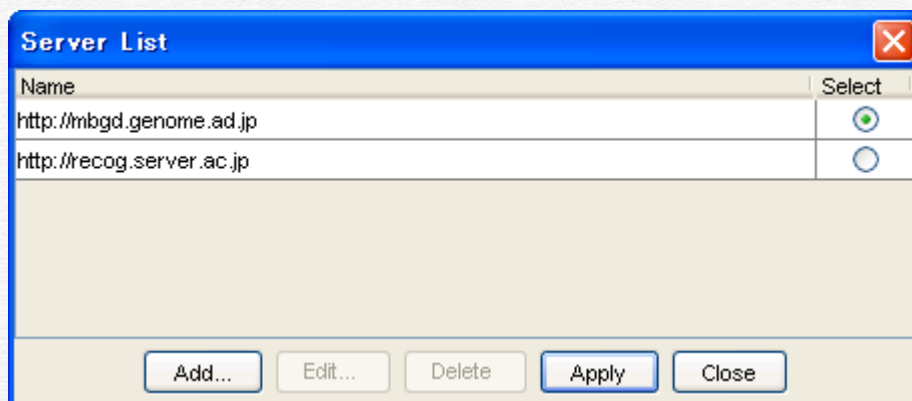 Server List
Name Select
http://mbgd.genome.ad.jp
http://recog.server.ac.jp
Add... Edit... Delete Apply Close